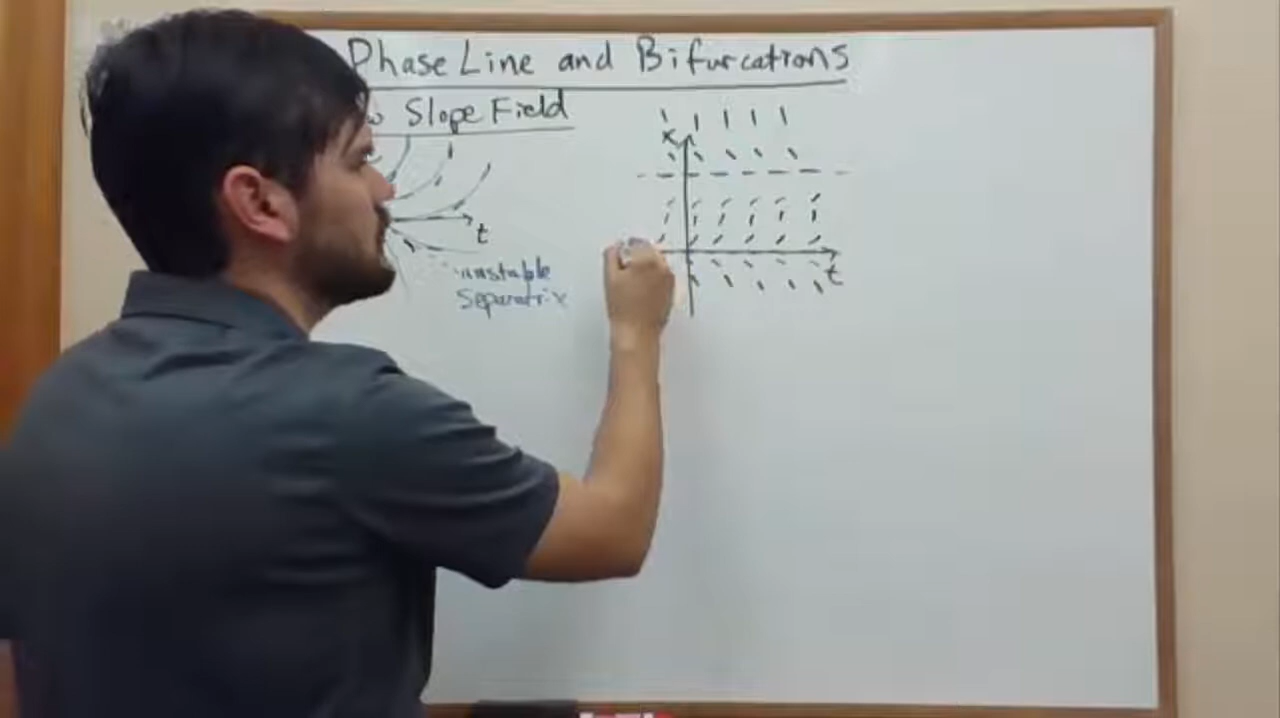 Phase Line and Bifurcations
Slope Field
x
t
t
unstable
separatrix